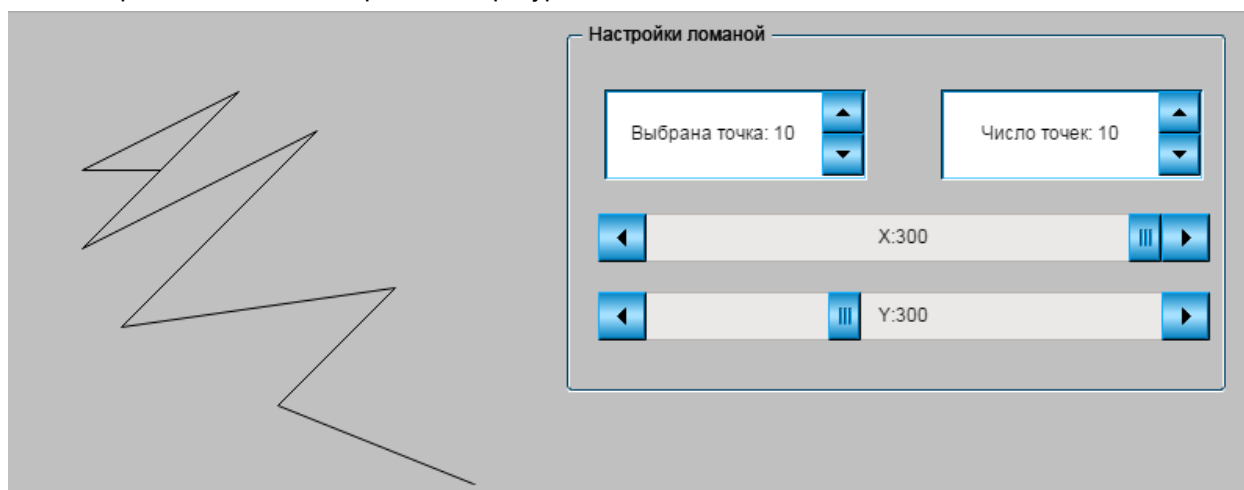 Настройки ломаной
Выбрана точка: 10
Число точек: 10
X:300
Y:300